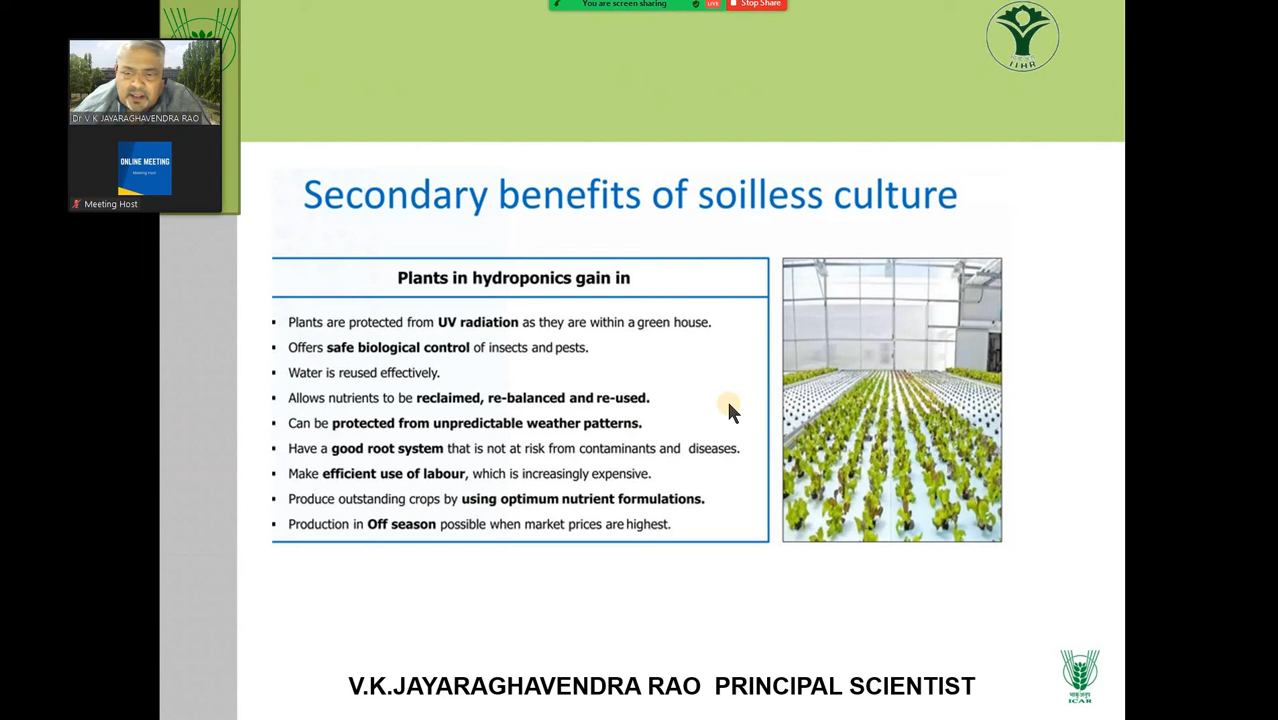 You are screen sharing
LIVE
Stop Share
IIHR
Dr V K JAYARAGHAVENDRA RAO
ONLINE MEETING
Meeting Host
Meeting Host
Secondary benefits of soilless culture
Plants in hydroponics gain in
▪ Plants are protected from UV radiation as they are within a green house.
▪ Offers safe biological control of insects and pests.
▪ Water is reused effectively.
▪ Allows nutrients to be reclaimed, re-balanced and re-used.
▪ Can be protected from unpredictable weather patterns.
▪ Have a good root system that is not at risk from contaminants and diseases.
▪ Make efficient use of labour, which is increasingly expensive.
▪ Produce outstanding crops by using optimum nutrient formulations.
▪ Production in Off season possible when market prices are highest.
V.K.JAYARAGHAVENDRA RAO PRINCIPAL SCIENTIST
ICAR